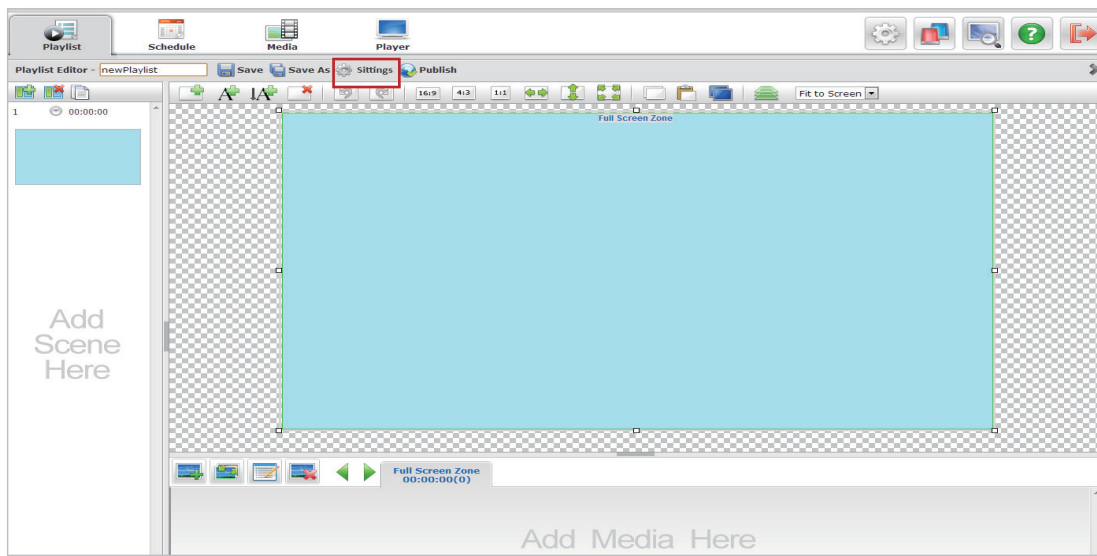 Playlist
Schedule
Media
Player
Playlist Editor - newPlaylist
Save
Save As
Sittings
Publish
16:9
4:3
1:1
Fit to Screen
1 00:00:00
Full Screen Zone
Add
Scene
Here
Full Screen Zone
00:00:00(0)
Add Media Here